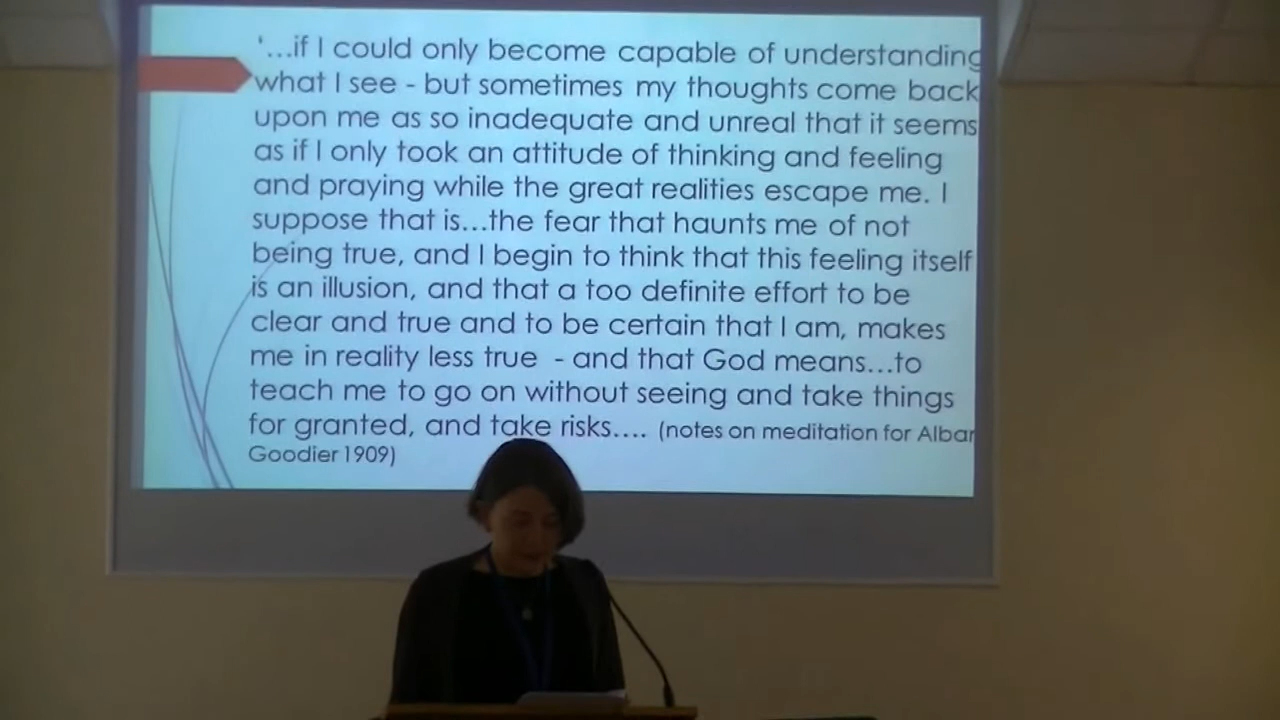 '...if I could only become capable of understanding
what I see - but sometimes my thoughts come back
upon me as so inadequate and unreal that it seems
as if I only took an attitude of thinking and feeling
and praying while the great realities escape me. I
suppose that is...the fear that haunts me of not
being true, and I begin to think that this feeling itself
is an illusion, and that a too definite effort to be
clear and true and to be certain that I am, makes
me in reality less true - and that God means...to
teach me to go on without seeing and take things
for granted, and take risks.... (notes on meditation for Alban
Goodier 1909)